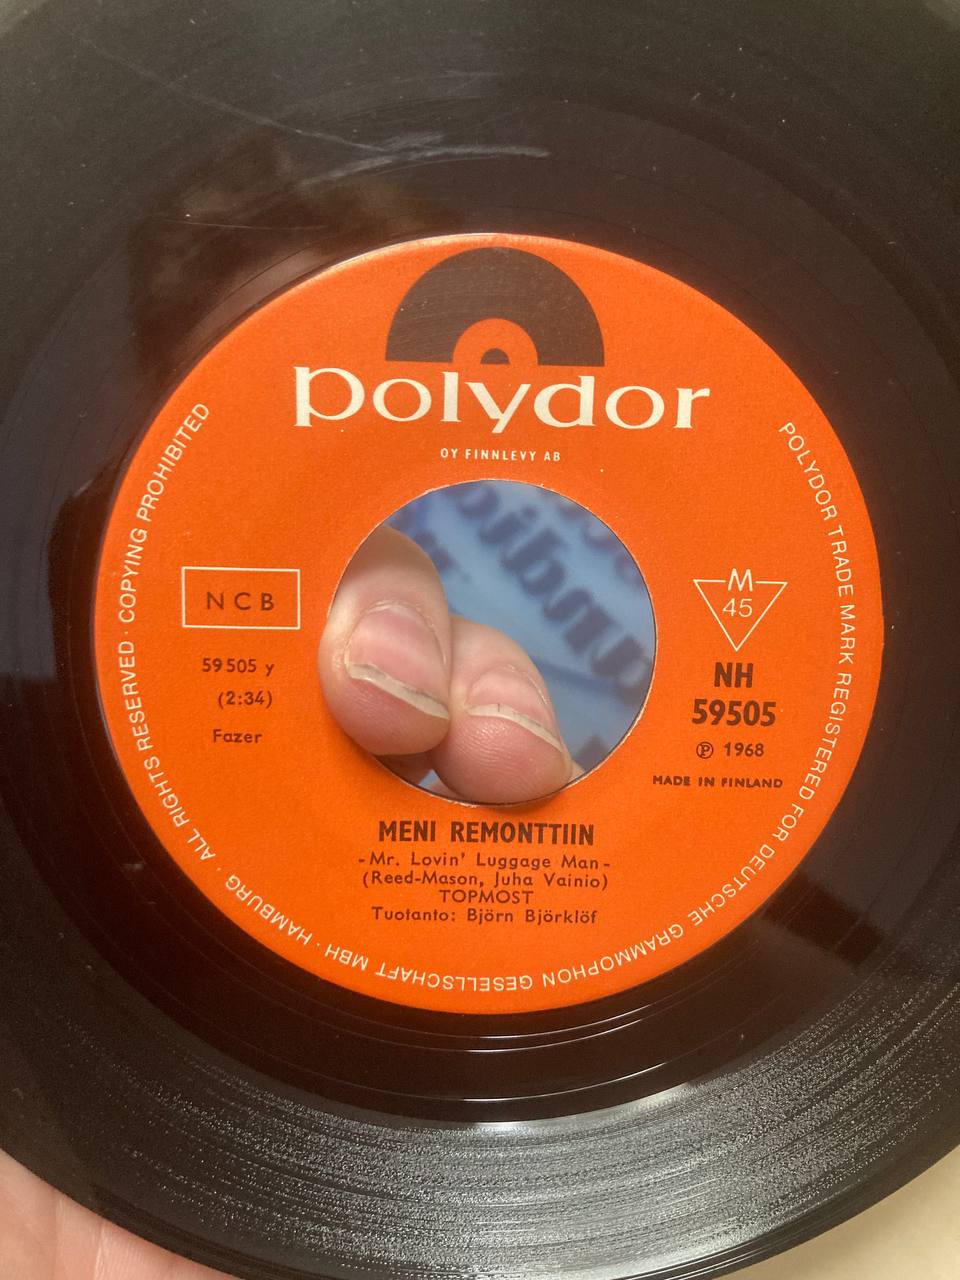 polydor
OY FINNLEVY AB
NCB
59505 y
(2:34)
Fazer
M
45
NH
59505
℗ 1968
MADE IN FINLAND
MENI REMONTTIIN
-Mr. Lovin' Luggage Man-
(Reed-Mason, Juha Vainio)
TOPMOST
Tuotanto: Björn Björklöf
POLYDOR TRADE MARK REGISTERED FOR DEUTSCHE GRAMMOPHON GESELLSCHAFT MBH · HAMBURG · ALL RIGHTS RESERVED · COPYING PROHIBITED